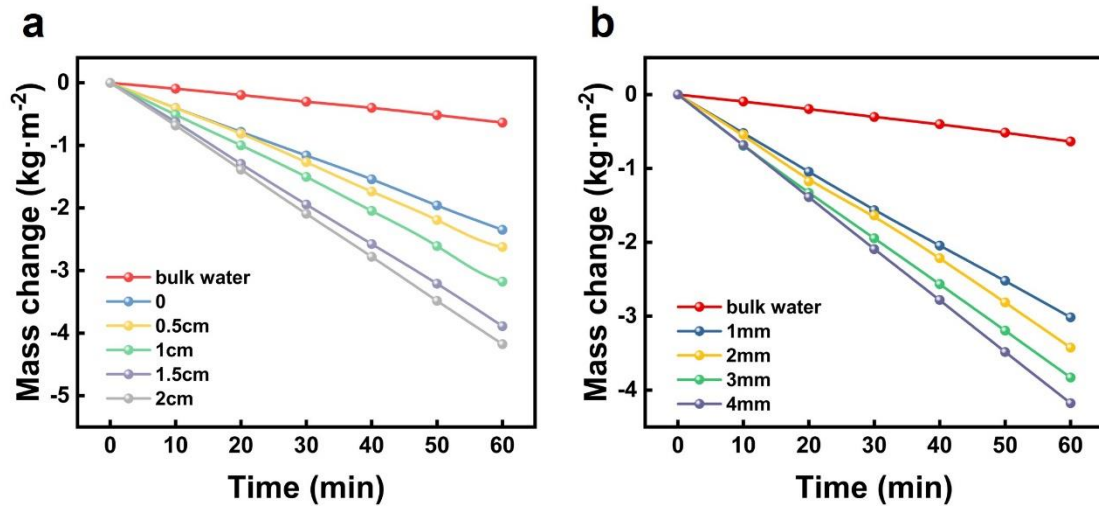 a
Mass change (kg·m⁻²)
0
-1
-2
-3
-4
-5
bulk water
0
0.5cm
1cm
1.5cm
2cm
0 10 20 30 40 50 60
Time (min)
b
Mass change (kg·m⁻²)
0
-1
-2
-3
-4
bulk water
1mm
2mm
3mm
4mm
0 10 20 30 40 50 60
Time (min)